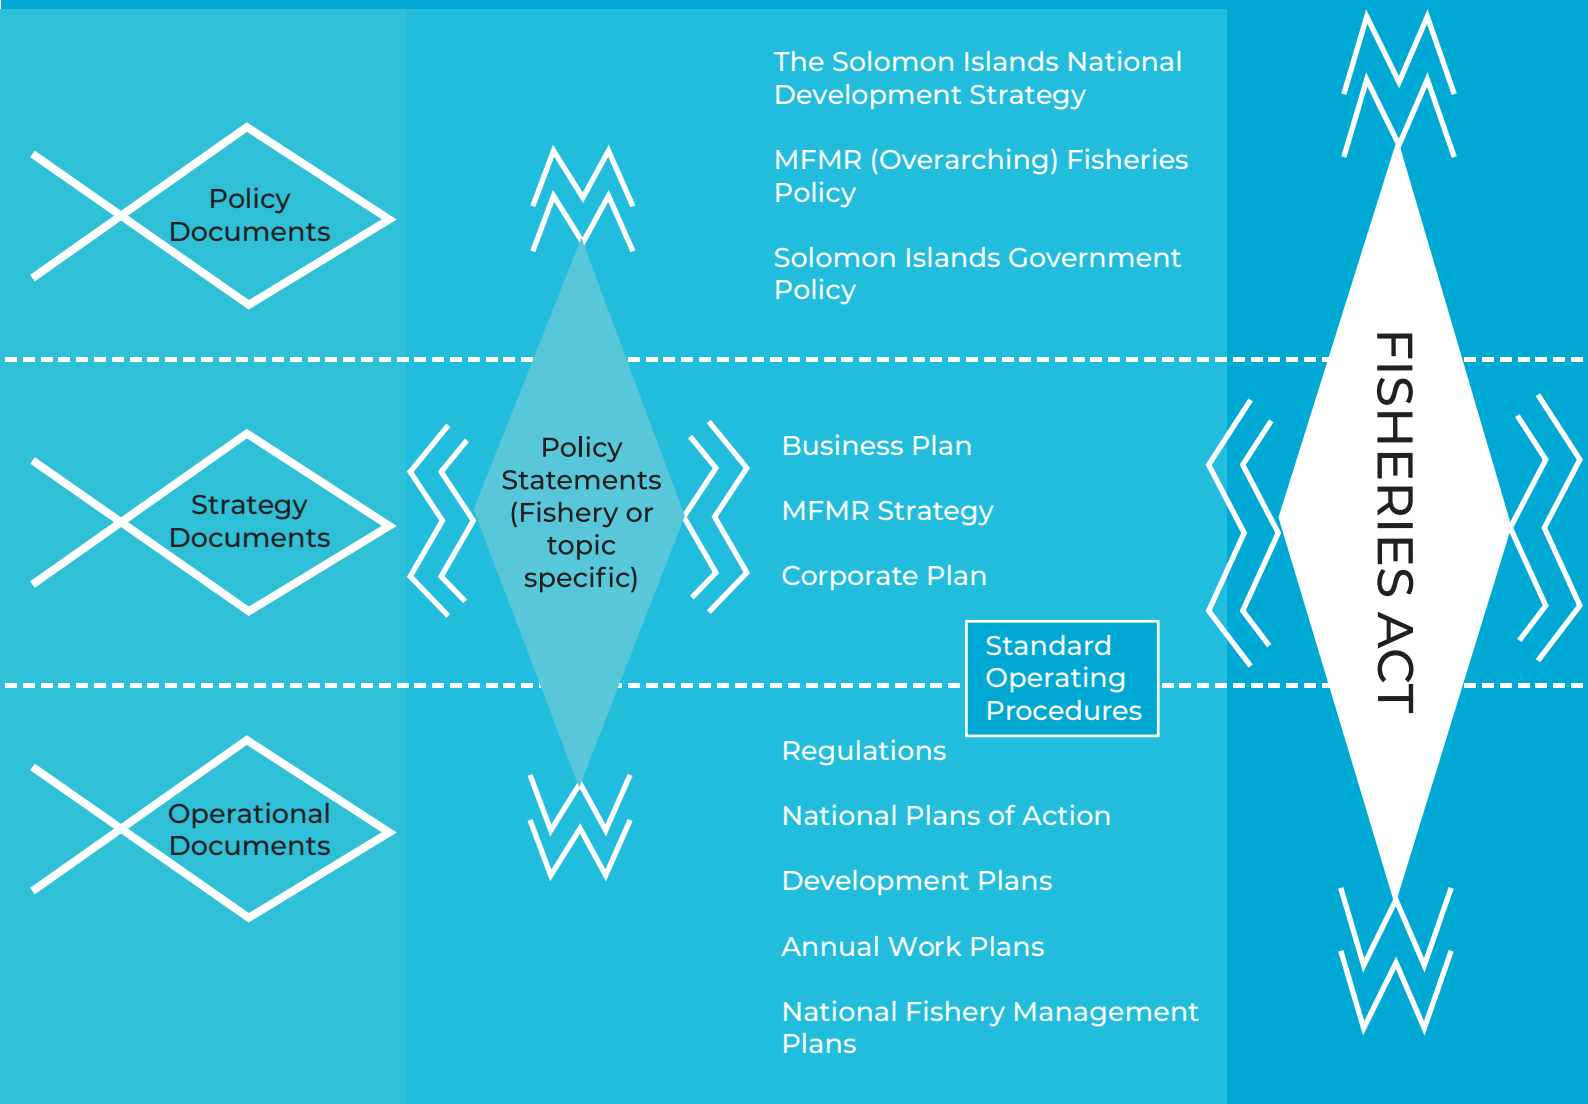 Policy
Documents
The Solomon Islands National
Development Strategy
MFMR (Overarching) Fisheries
Policy
Solomon Islands Government
Policy
Strategy
Documents
Policy
Statements
(Fishery or
topic
specific)
Business Plan
MFMR Strategy
Corporate Plan
Standard
Operating
Procedures
Operational
Documents
Regulations
National Plans of Action
Development Plans
Annual Work Plans
National Fishery Management
Plans
FISHERIES ACT